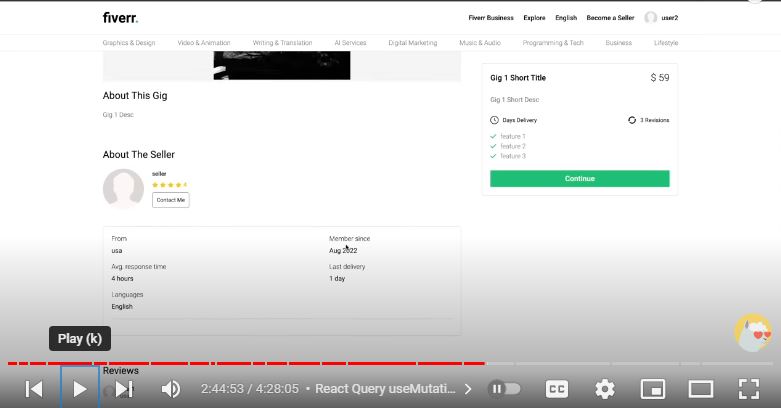 fiverr.
Fiverr Business Explore English Become a Seller user2
Graphics & Design Video & Animation Writing & Translation AI Services Digital Marketing Music & Audio Programming & Tech Business Lifestyle
About This Gig
Gig 1 Desc
Gig 1 Short Title $ 59
Gig 1 Short Desc
Days Delivery 3 Revisions
feature 1
feature 2
feature 3
Continue
About The Seller
seller
4
Contact Me
From Member since
usa Aug 2022
Avg. response time Last delivery
4 hours 1 day
Languages
English
Play (k)
Reviews
2:44:53 / 4:28:05 • React Query useMutati...
CC